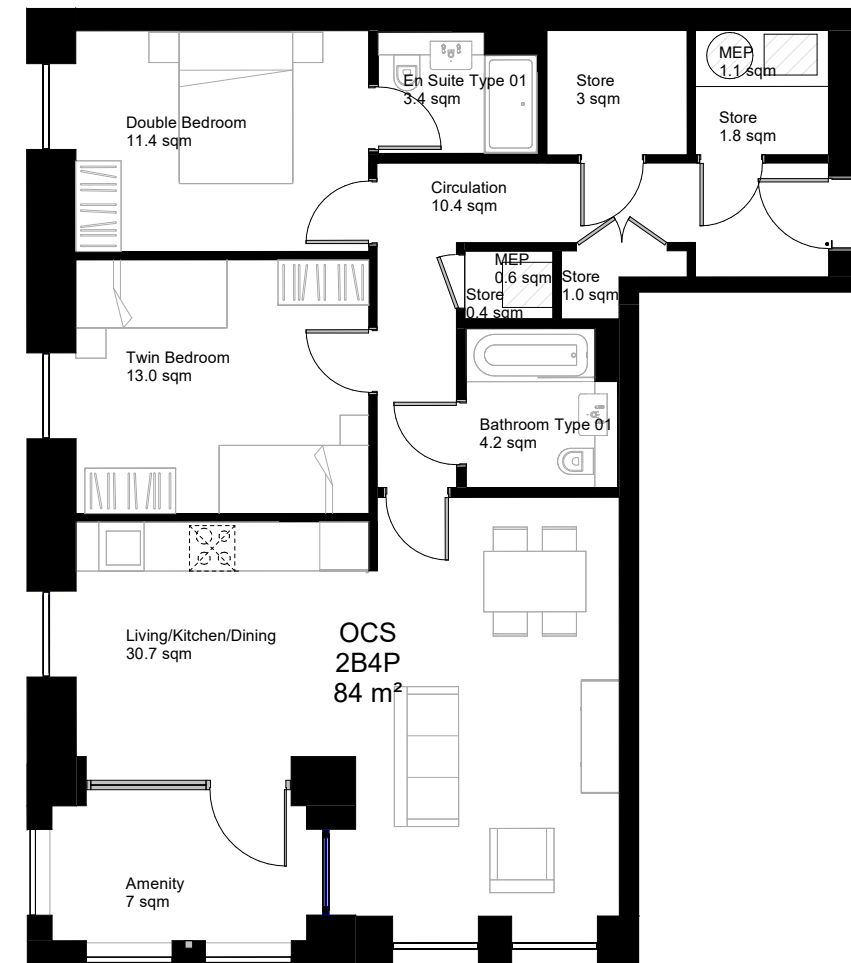 MEP
1.1 sqm
En Suite Type 01
3.4 sqm
Store
3 sqm
Double Bedroom
11.4 sqm
Store
1.8 sqm
Circulation
10.4 sqm
MEP
0.6 sqm
Store
1.0 sqm
Store
0.4 sqm
Twin Bedroom
13.0 sqm
Bathroom Type 01
4.2 sqm
OCS
2B4P
84 m²
Living/Kitchen/Dining
30.7 sqm
Amenity
7 sqm